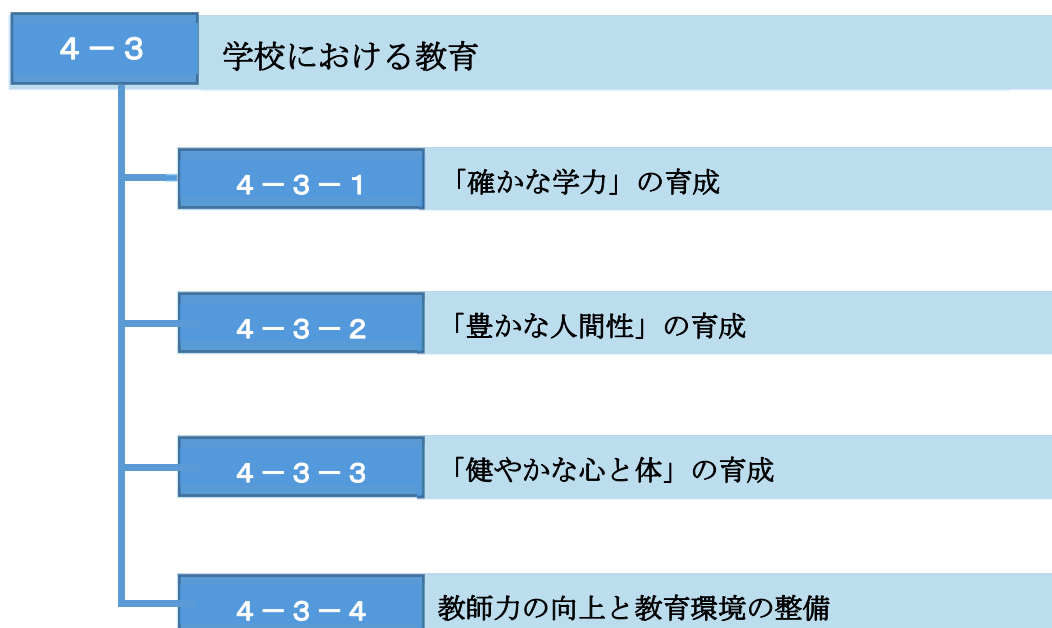 ４－３ 学校における教育
４－３－１ 「確かな学力」の育成
４－３－２ 「豊かな人間性」の育成
４－３－３ 「健やかな心と体」の育成
４－３－４ 教師力の向上と教育環境の整備